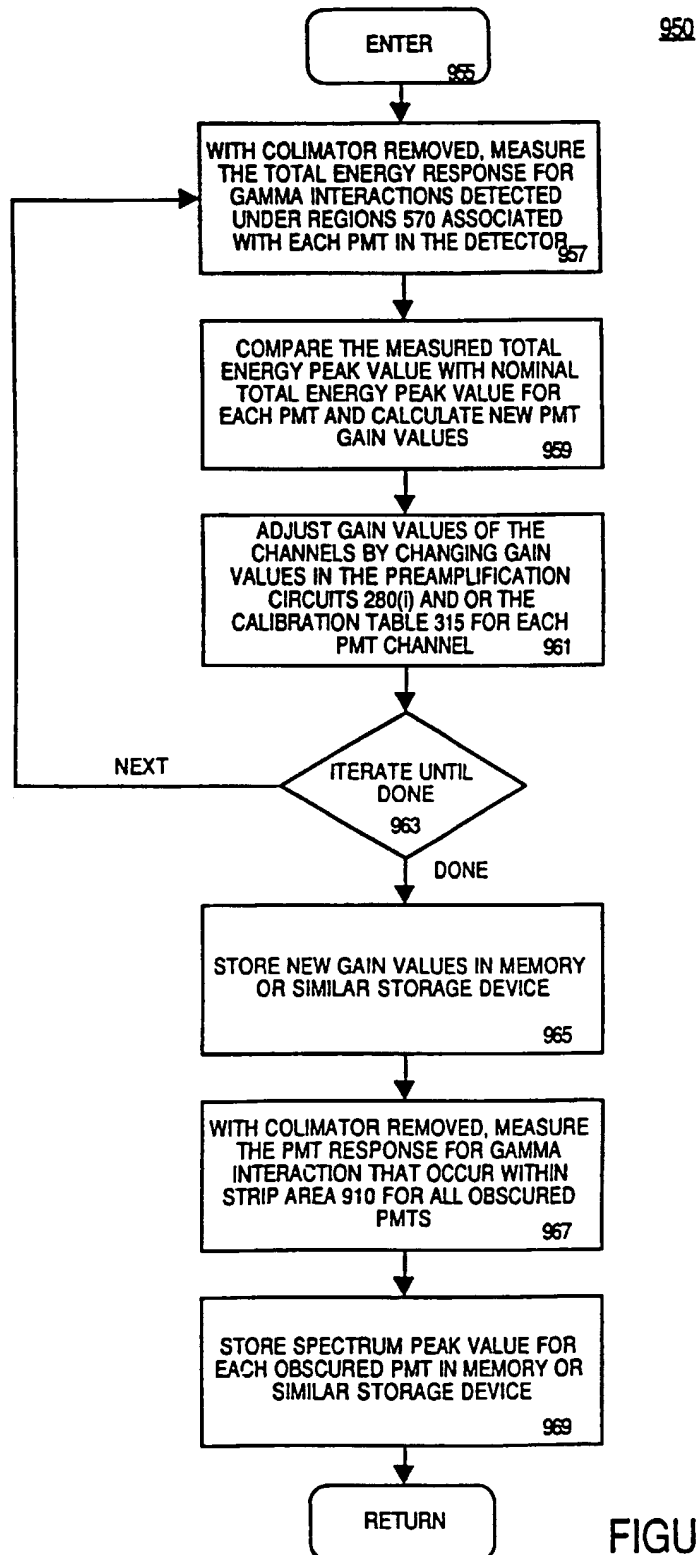 950
ENTER
955
WITH COLIMATOR REMOVED, MEASURE
THE TOTAL ENERGY RESPONSE FOR
GAMMA INTERACTIONS DETECTED
UNDER REGIONS 570 ASSOCIATED
WITH EACH PMT IN THE DETECTOR
957
COMPARE THE MEASURED TOTAL
ENERGY PEAK VALUE WITH NOMINAL
TOTAL ENERGY PEAK VALUE FOR
EACH PMT AND CALCULATE NEW PMT
GAIN VALUES
959
ADJUST GAIN VALUES OF THE
CHANNELS BY CHANGING GAIN
VALUES IN THE PREAMPLIFICATION
CIRCUITS 280(i) AND OR THE
CALIBRATION TABLE 315 FOR EACH
PMT CHANNEL
961
NEXT
ITERATE UNTIL
DONE
963
DONE
STORE NEW GAIN VALUES IN MEMORY
OR SIMILAR STORAGE DEVICE
965
WITH COLIMATOR REMOVED, MEASURE
THE PMT RESPONSE FOR GAMMA
INTERACTION THAT OCCUR WITHIN
STRIP AREA 910 FOR ALL OBSCURED
PMTS
967
STORE SPECTRUM PEAK VALUE FOR
EACH OBSCURED PMT IN MEMORY OR
SIMILAR STORAGE DEVICE
969
RETURN
FIGU